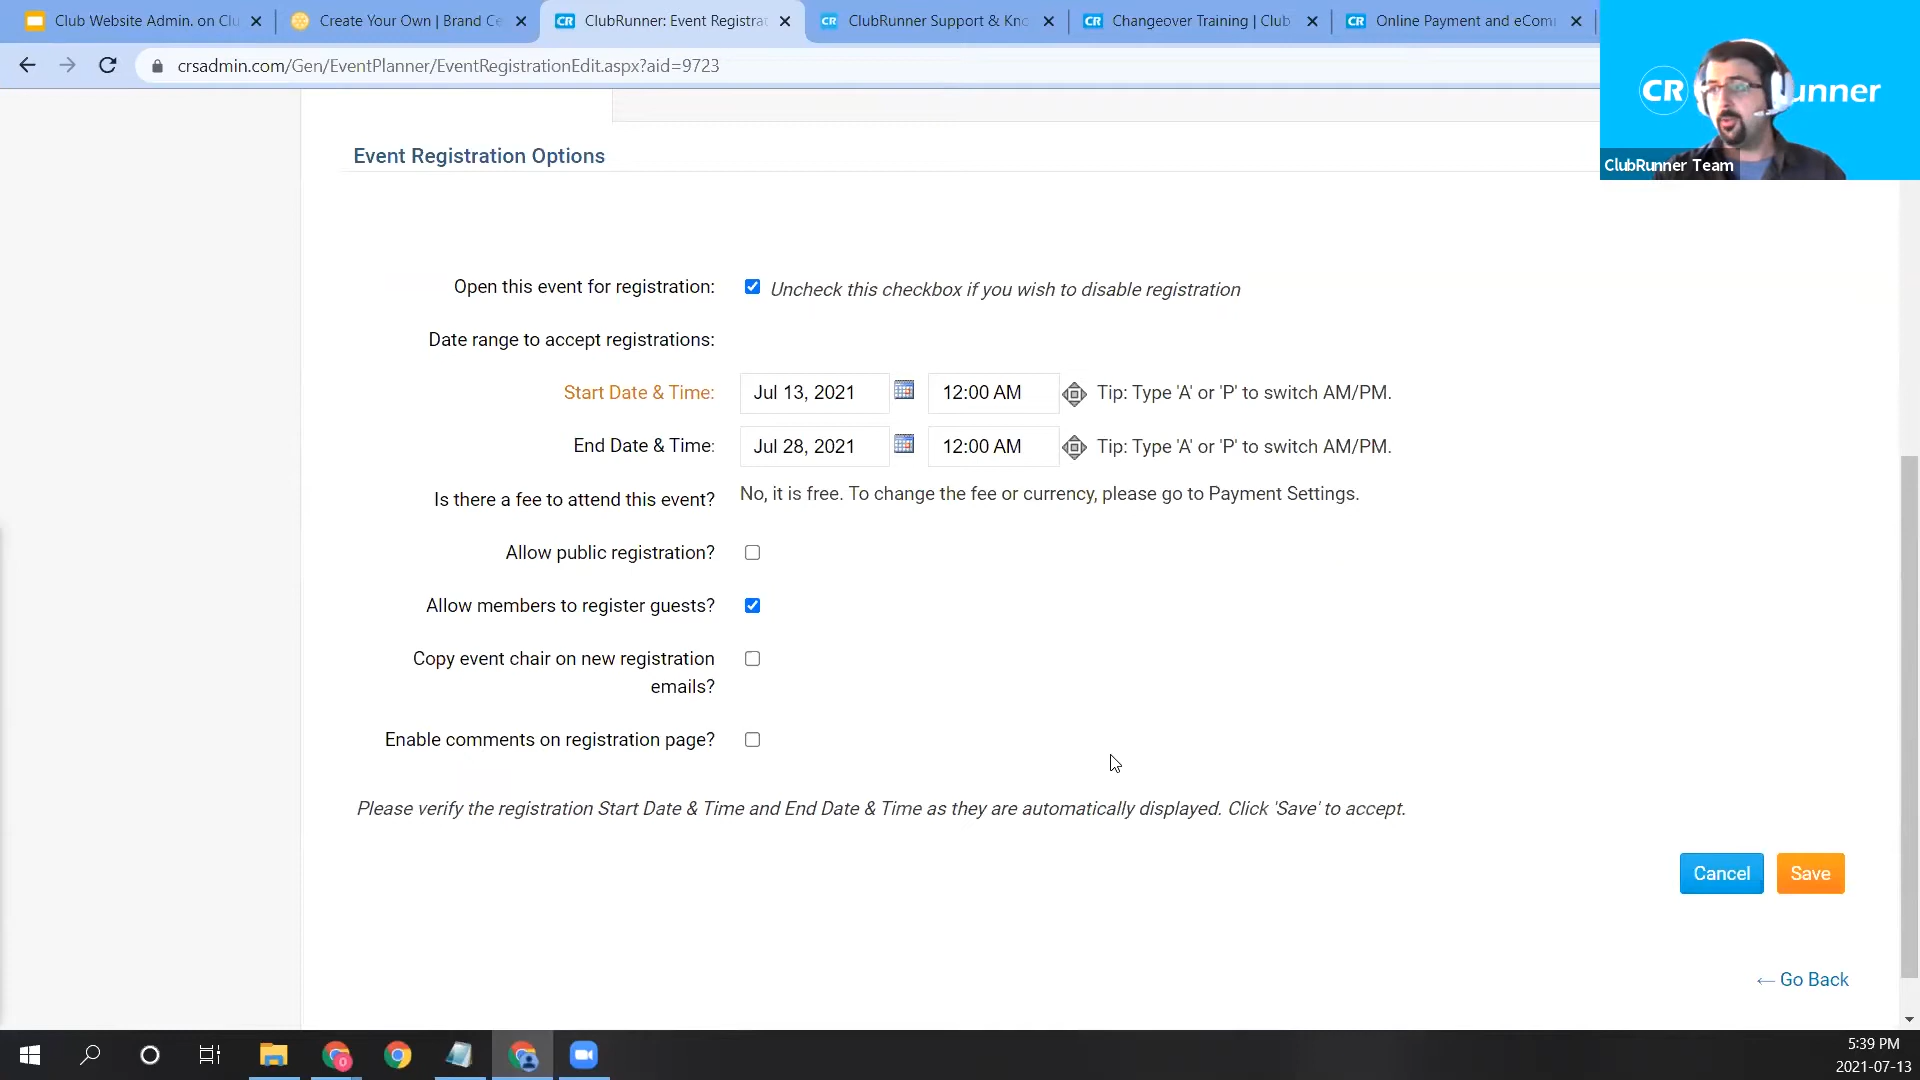 Club Website Admin. on Clu
Create Your Own | Brand Ce
CR ClubRunner: Event Registrat
CR ClubRunner Support & Kno
CR Changeover Training | Club
CR Online Payment and eCom
crsadmin.com/Gen/EventPlanner/EventRegistrationEdit.aspx?aid=9723
CR unner
ClubRunner Team
Event Registration Options
Open this event for registration: Uncheck this checkbox if you wish to disable registration
Date range to accept registrations:
Start Date & Time: Jul 13, 2021 12:00 AM Tip: Type 'A' or 'P' to switch AM/PM.
End Date & Time: Jul 28, 2021 12:00 AM Tip: Type 'A' or 'P' to switch AM/PM.
Is there a fee to attend this event? No, it is free. To change the fee or currency, please go to Payment Settings.
Allow public registration?
Allow members to register guests?
Copy event chair on new registration
emails?
Enable comments on registration page?
Please verify the registration Start Date & Time and End Date & Time as they are automatically displayed. Click 'Save' to accept.
Cancel Save
← Go Back
5:39 PM
2021-07-13